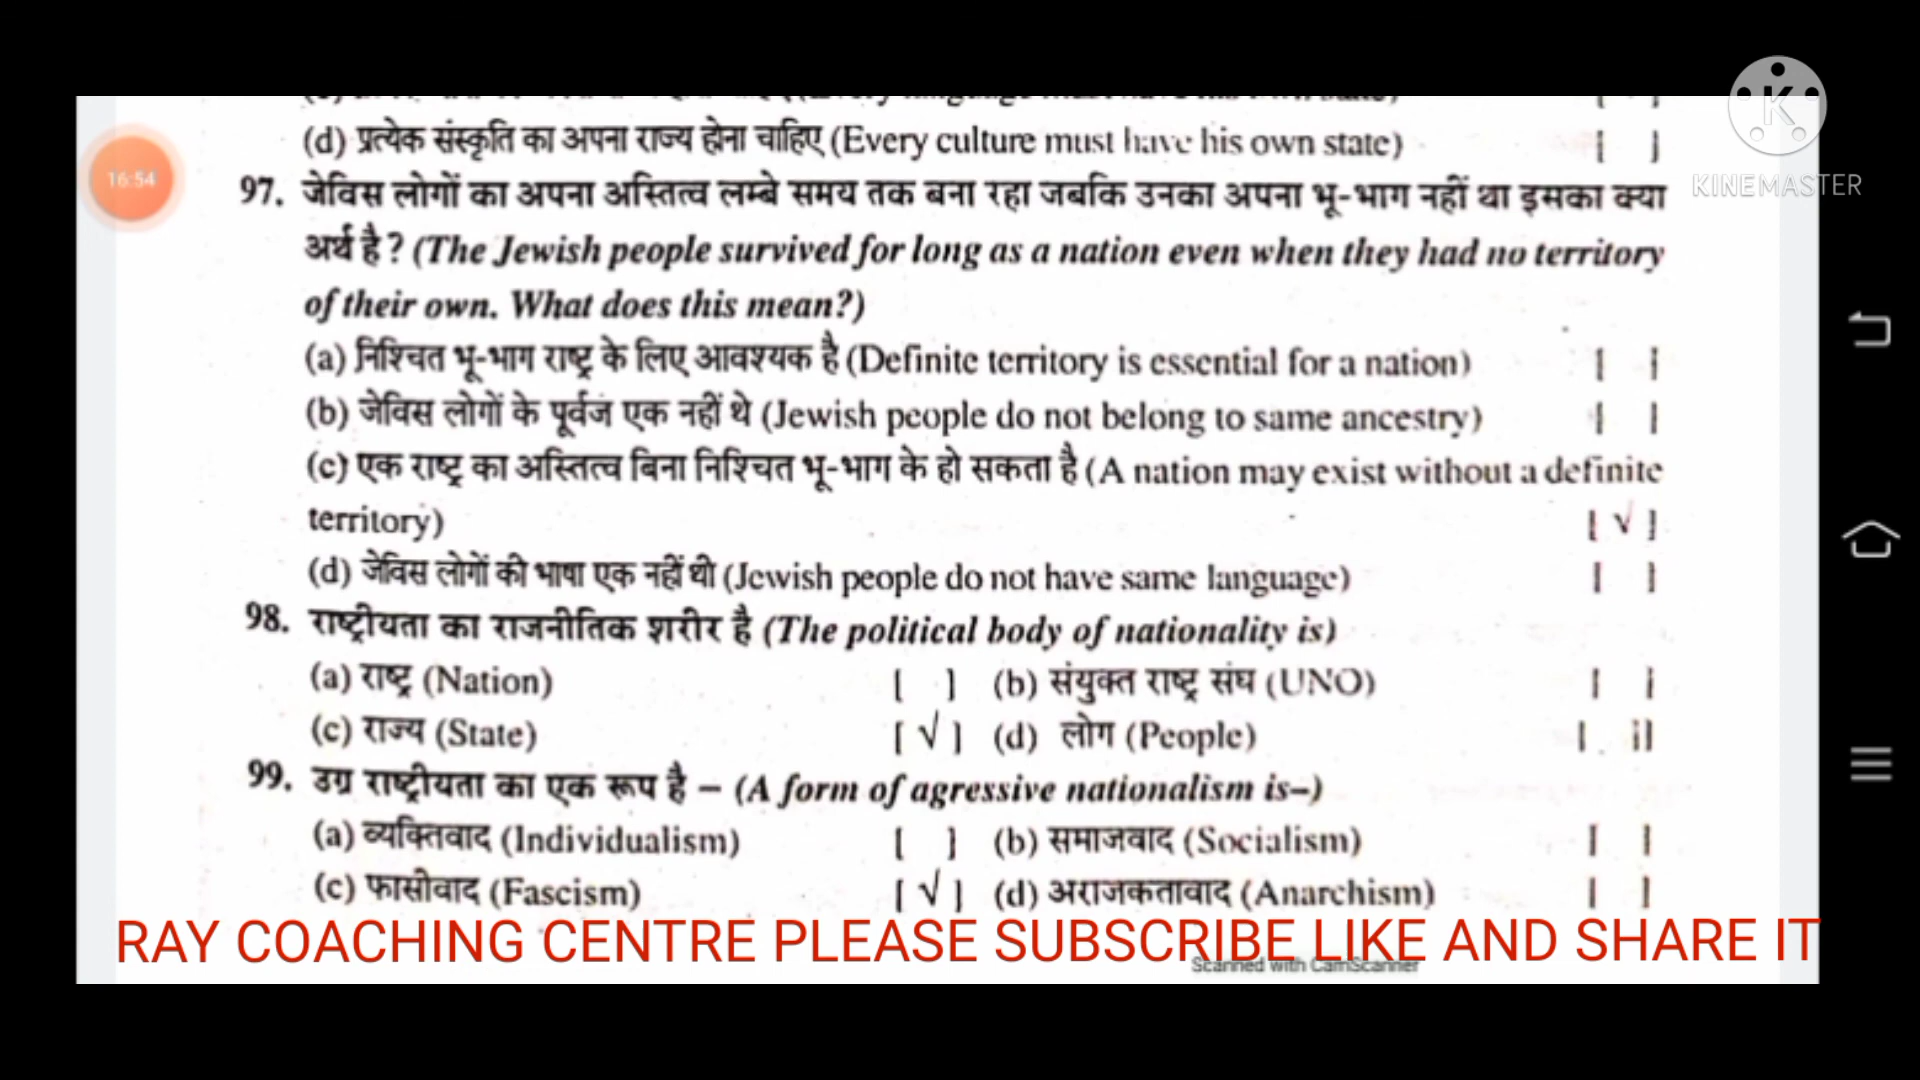 (d) प्रत्येक संस्कृति का अपना राज्य होना चाहिए (Every culture must have his own state) [ ]
K
KINEMASTER
16:54
97. जेविस लोगों का अपना अस्तित्व लम्बे समय तक बना रहा जबकि उनका अपना भू-भाग नहीं था इसका क्या
अर्थ है ? (The Jewish people survived for long as a nation even when they had no territory
of their own. What does this mean?)
(a) निश्चित भू-भाग राष्ट्र के लिए आवश्यक है (Definite territory is essential for a nation) [ ]
(b) जेविस लोगों के पूर्वज एक नहीं थे (Jewish people do not belong to same ancestry) [ ]
(c) एक राष्ट्र का अस्तित्व बिना निश्चित भू-भाग के हो सकता है (A nation may exist without a definite
territory) [ √ ]
(d) जेविस लोगों की भाषा एक नहीं थी (Jewish people do not have same language) [ ]
98. राष्ट्रीयता का राजनीतिक शरीर है (The political body of nationality is)
(a) राष्ट्र (Nation) [ ] (b) संयुक्त राष्ट्र संघ (UNO) [ ]
(c) राज्य (State) [ √ ] (d) लोग (People) [ ]
99. उग्र राष्ट्रीयता का एक रूप है – (A form of agressive nationalism is–)
(a) व्यक्तिवाद (Individualism) [ ] (b) समाजवाद (Socialism) [ ]
(c) फासीवाद (Fascism) [ √ ] (d) अराजकतावाद (Anarchism) [ ]
RAY COACHING CENTRE PLEASE SUBSCRIBE LIKE AND SHARE IT
Scanned with CamScanner